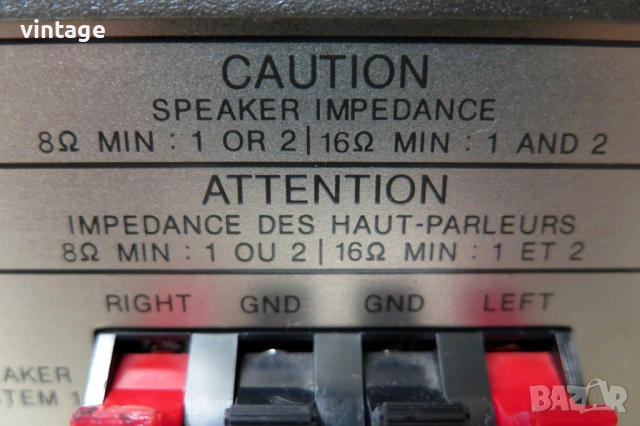 vintage
CAUTION
SPEAKER IMPEDANCE
8Ω MIN : 1 OR 2 | 16Ω MIN : 1 AND 2
ATTENTION
IMPEDANCE DES HAUT-PARLEURS
8Ω MIN : 1 OU 2 | 16Ω MIN : 1 ET 2
RIGHT GND GND LEFT
EAKER
STEM 1
BAZAR